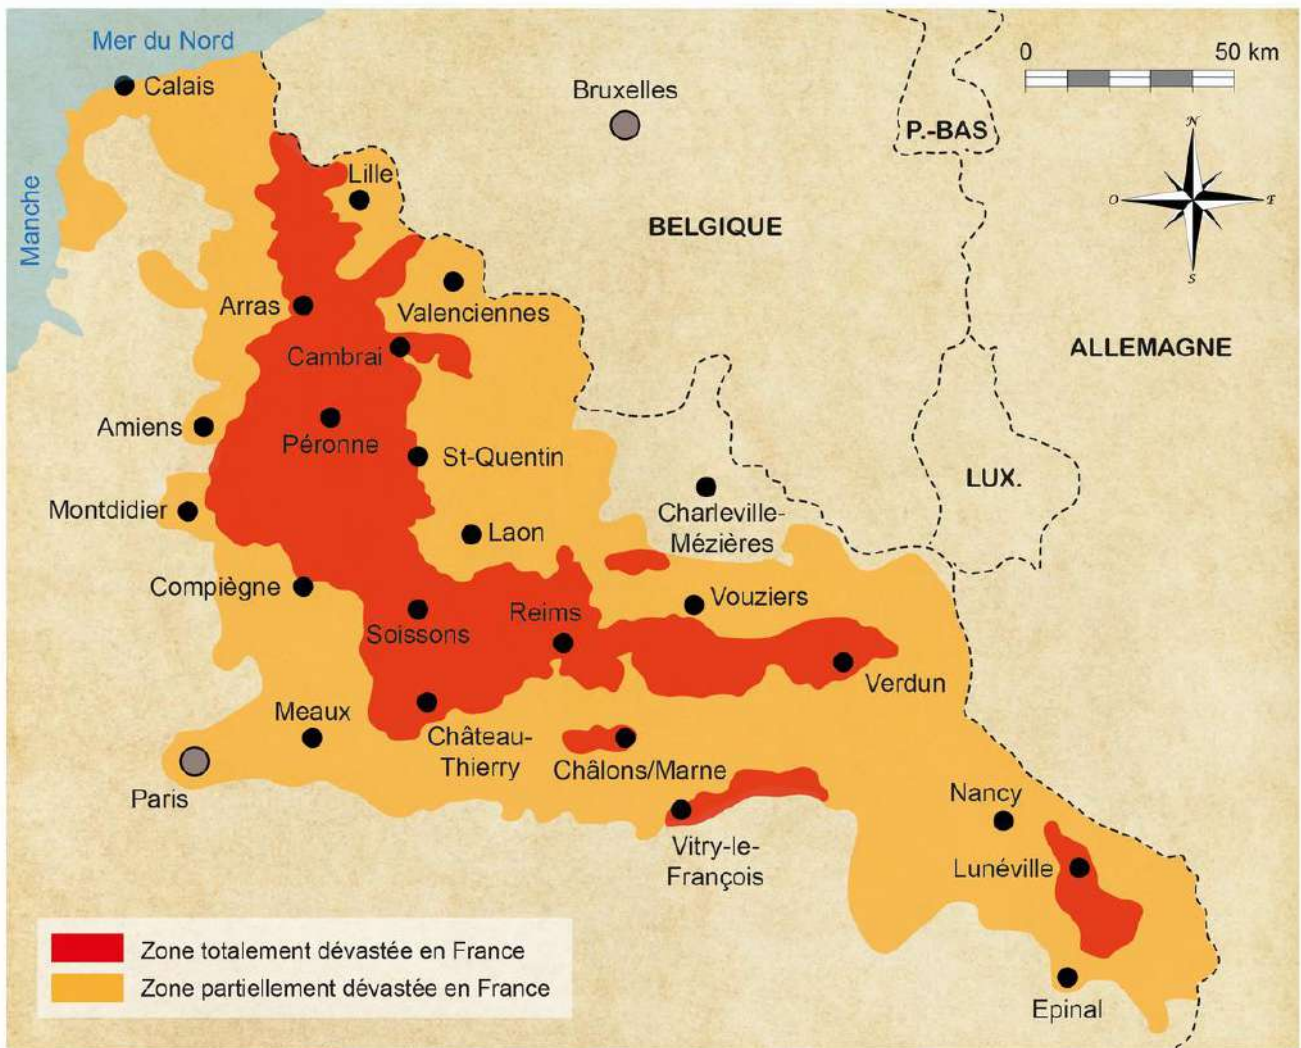 Mer du Nord
0 50 km
Calais
Bruxelles
P.-BAS
N
O E
S
Manche
Lille
BELGIQUE
Arras
Valenciennes
Cambrai
ALLEMAGNE
Amiens
Péronne
St-Quentin
LUX.
Montdidier
Charleville-
Mézières
Laon
Compiègne
Vouziers
Reims
Soissons
Verdun
Meaux
Château-
Thierry
Châlons/Marne
Paris
Nancy
Vitry-le-
François
Lunéville
Zone totalement dévastée en France
Zone partiellement dévastée en France
Epinal